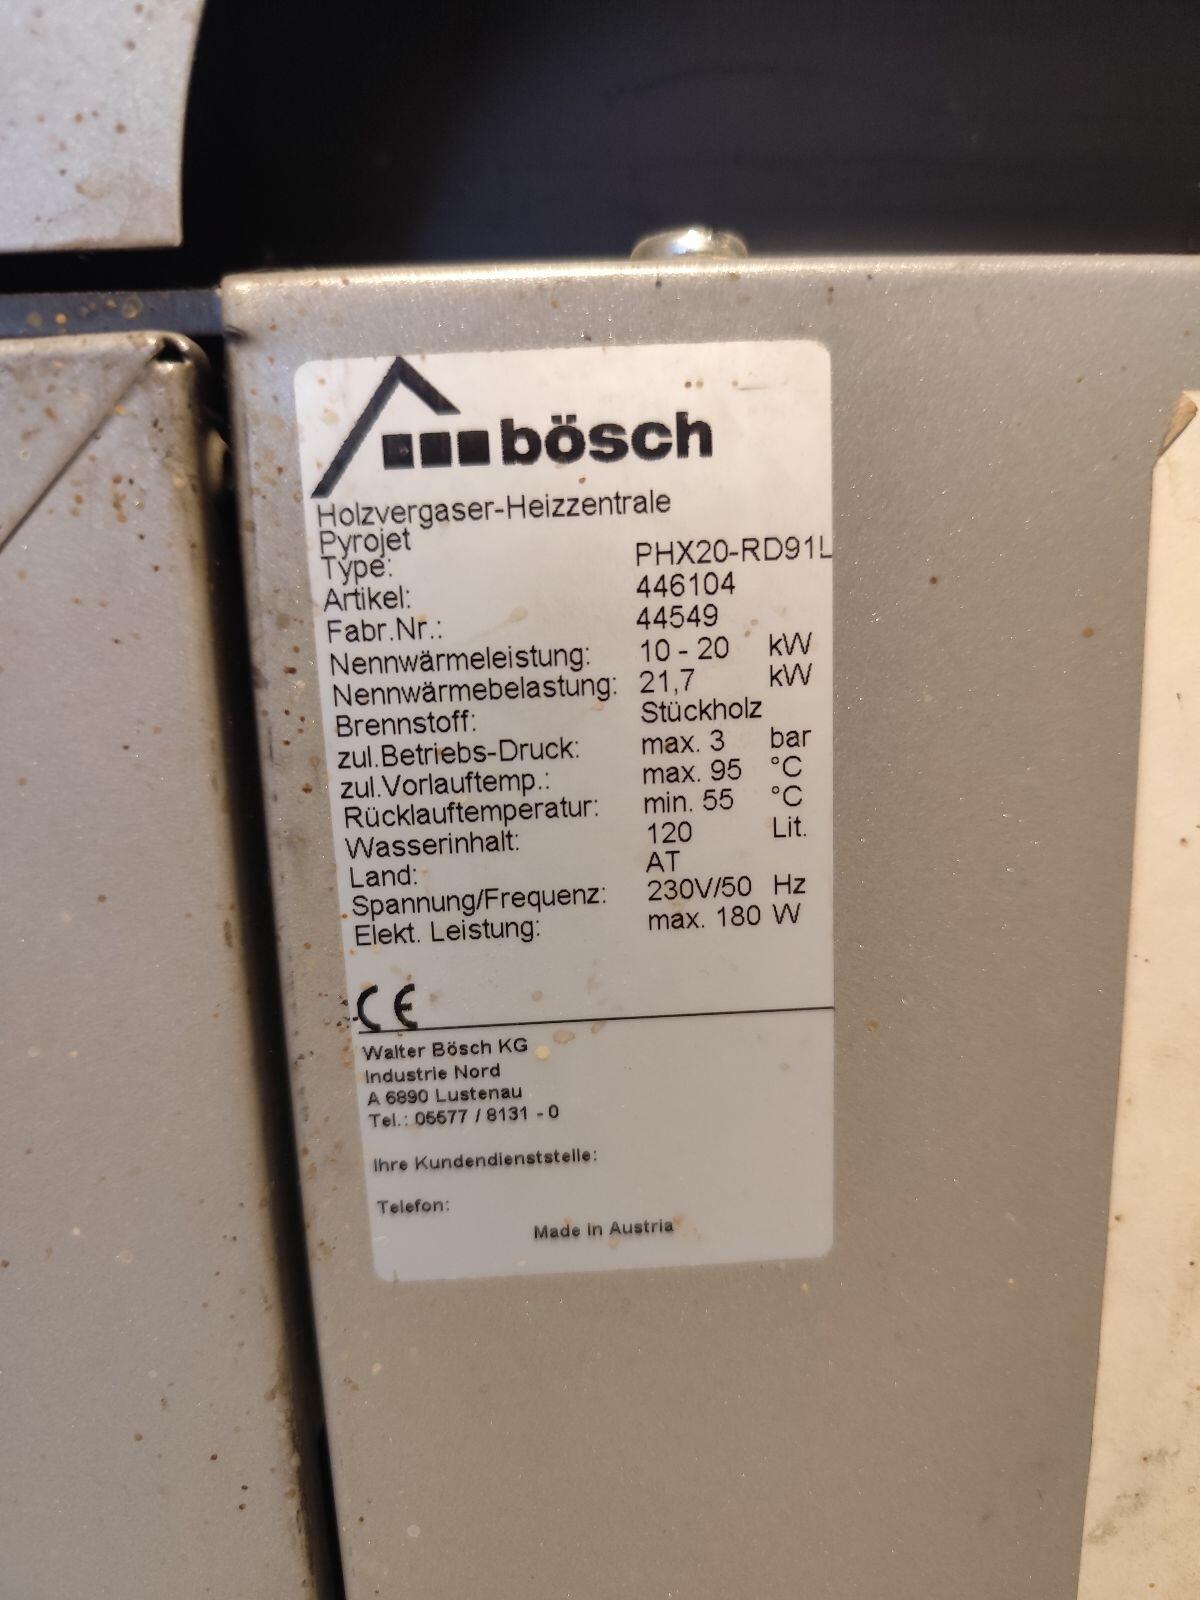 bösch
Holzvergaser-Heizzentrale
Pyrojet
Type: PHX20-RD91L
Artikel: 446104
Fabr.Nr.: 44549
Nennwärmeleistung: 10 - 20 kW
Nennwärmebelastung: 21,7 kW
Brennstoff: Stückholz
zul.Betriebs-Druck: max. 3 bar
zul.Vorlauftemp.: max. 95 °C
Rücklauftemperatur: min. 55 °C
Wasserinhalt: 120 Lit.
Land: AT
Spannung/Frequenz: 230V/50 Hz
Elekt. Leistung: max. 180 W
CE
Walter Bösch KG
Industrie Nord
A 6890 Lustenau
Tel.: 05577 / 8131 - 0
Ihre Kundendienststelle:
Telefon:
Made in Austria